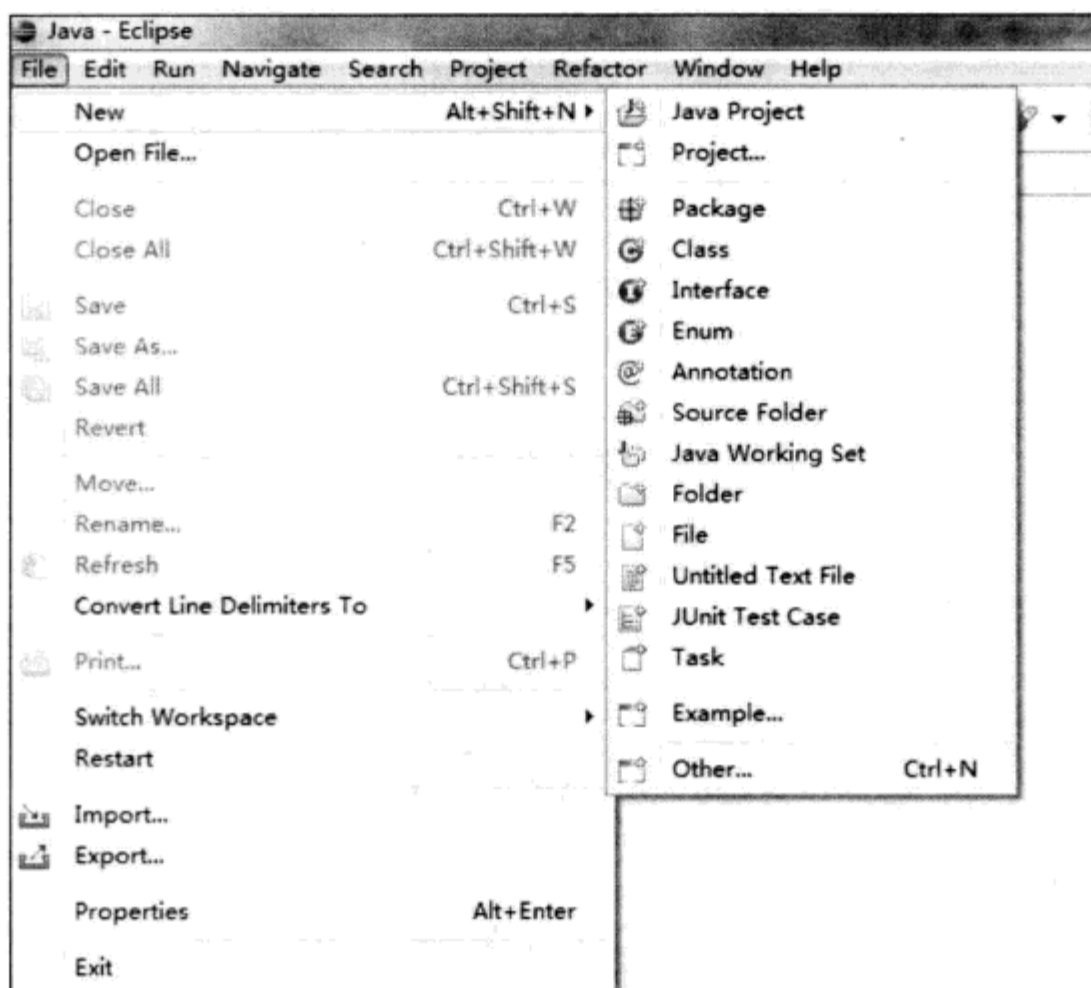 Java - Eclipse
File Edit Run Navigate Search Project Refactor Window Help
New Alt+Shift+N
Open File...
Close Ctrl+W
Close All Ctrl+Shift+W
Save Ctrl+S
Save As...
Save All Ctrl+Shift+S
Revert
Move...
Rename... F2
Refresh F5
Convert Line Delimiters To
Print... Ctrl+P
Switch Workspace
Restart
Import...
Export...
Properties Alt+Enter
Exit
Java Project
Project...
Package
Class
Interface
Enum
Annotation
Source Folder
Java Working Set
Folder
File
Untitled Text File
JUnit Test Case
Task
Example...
Other... Ctrl+N